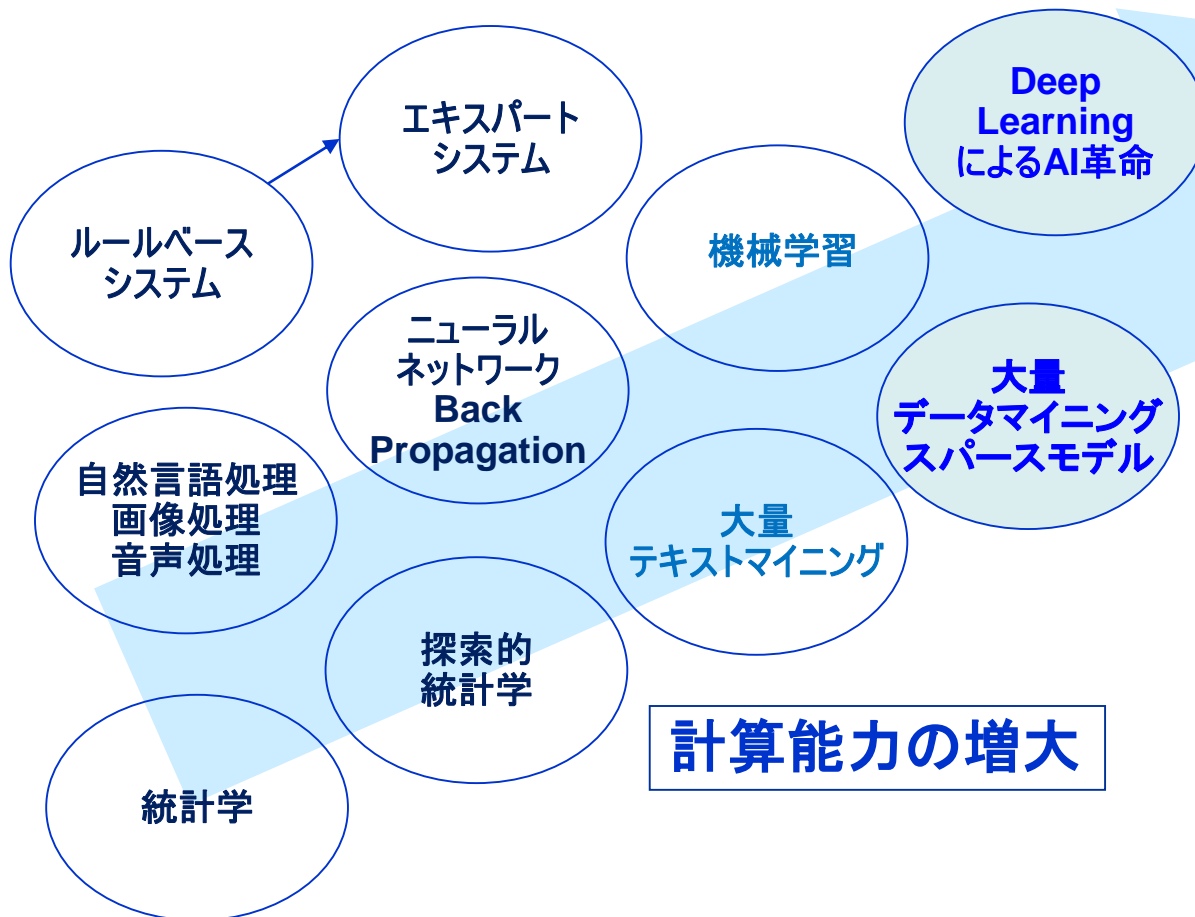 ルールベース
システム
エキスパート
システム
機械学習
Deep
Learning
によるAI革命
自然言語処理
画像処理
音声処理
ニューラル
ネットワーク
Back
Propagation
大量
テキストマイニング
大量
データマイニング
スパースモデル
統計学
探索的
統計学
計算能力の増大